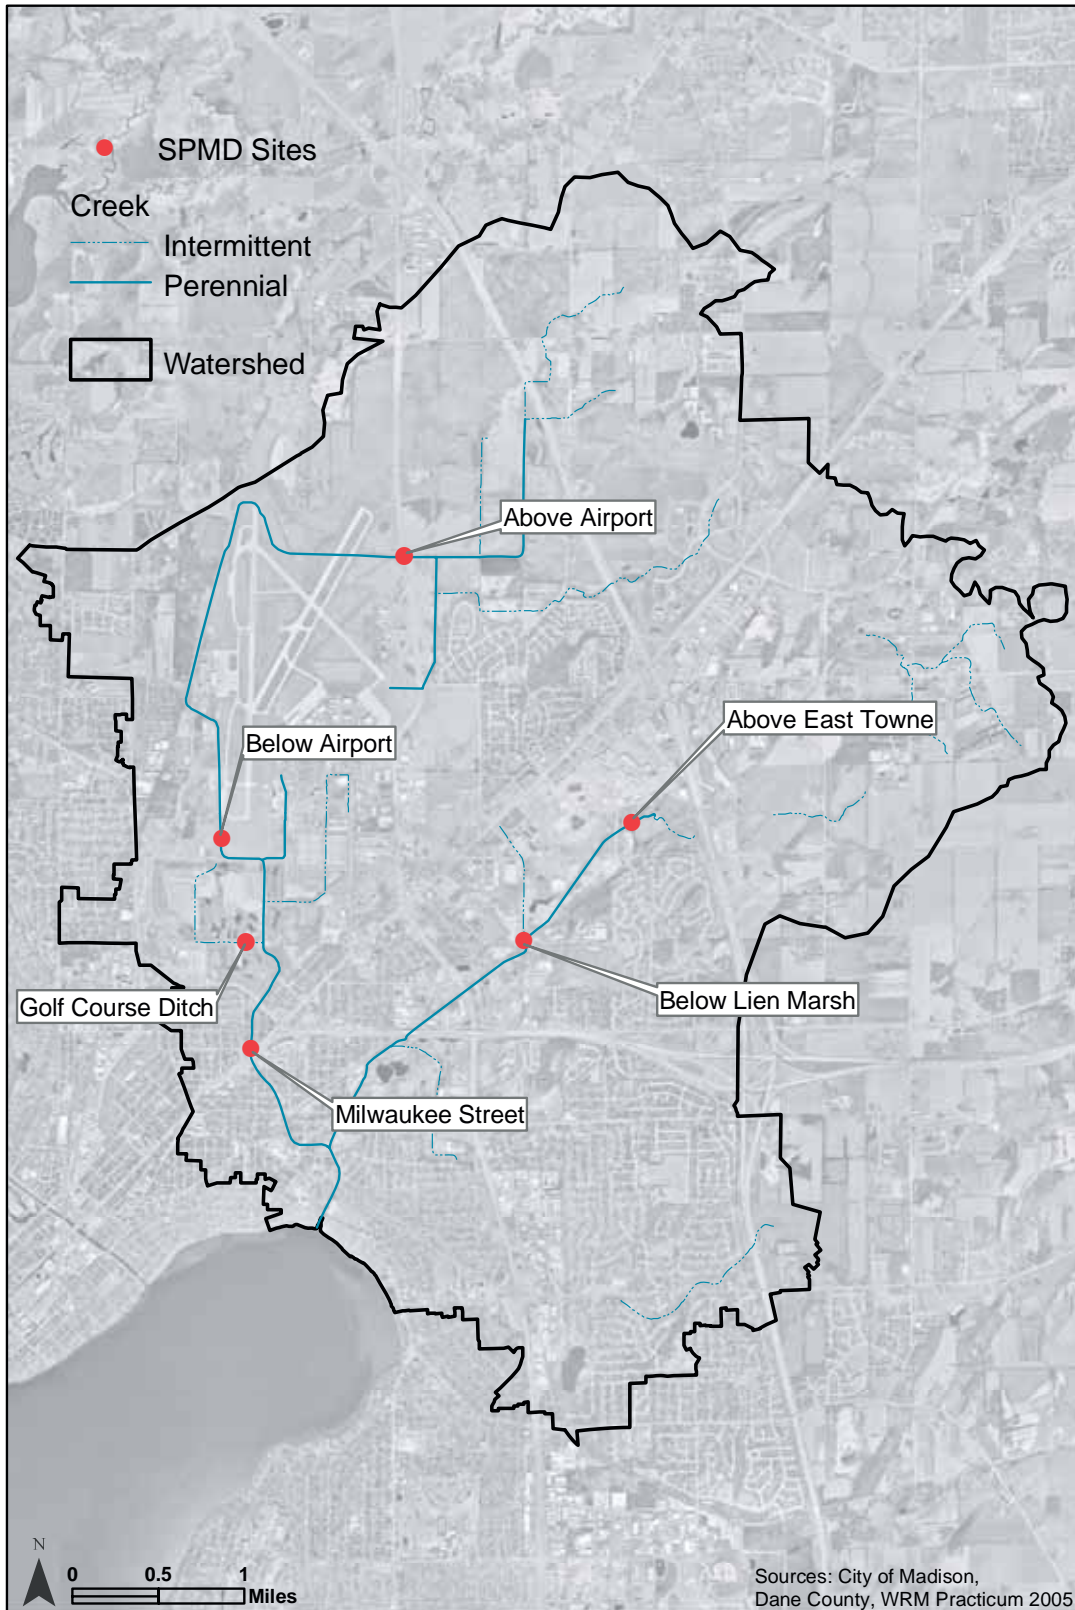 SPMD Sites
Creek
Intermittent
Perennial
Watershed
Above Airport
Above East Towne
Below Airport
Golf Course Ditch
Below Lien Marsh
Milwaukee Street
N
0 0.5 1
Miles
Sources: City of Madison,
Dane County, WRM Practicum 2005